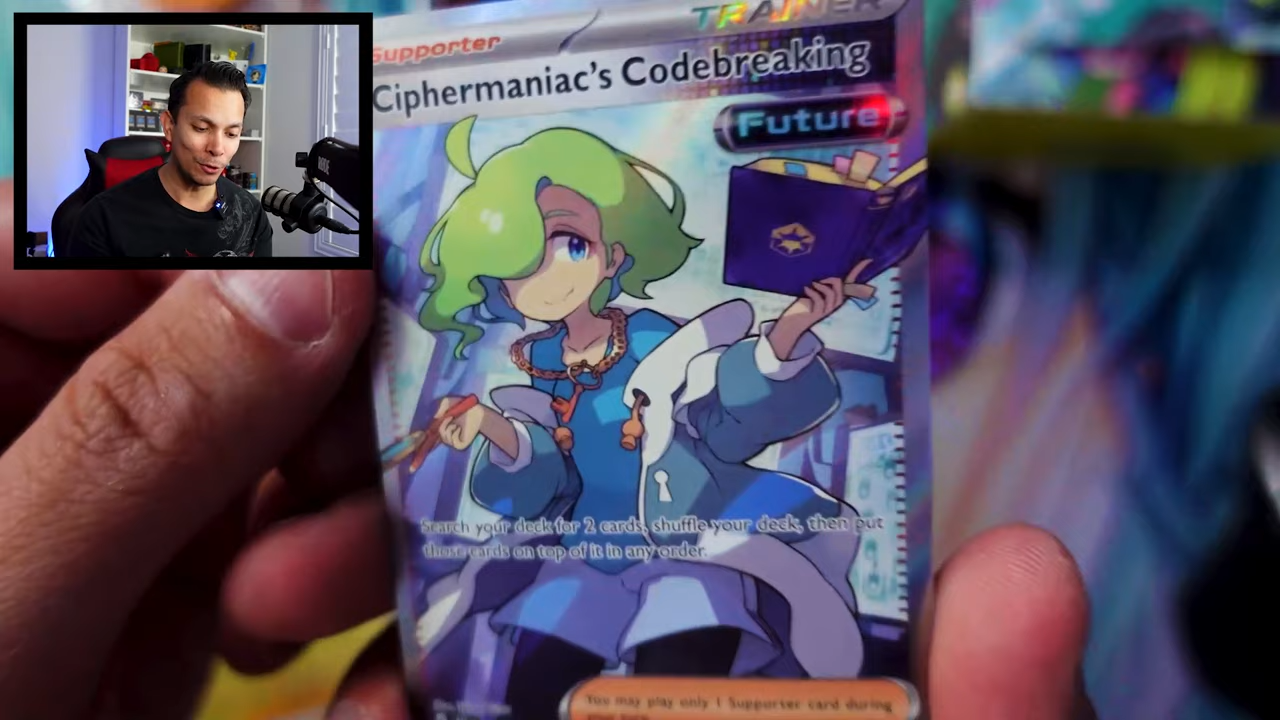 TRAINER
Supporter
Ciphermaniac's Codebreaking
Future
Search your deck for 2 cards, shuffle your deck, then put
those cards on top of it in any order.
You may play only 1 Supporter card during
RODE